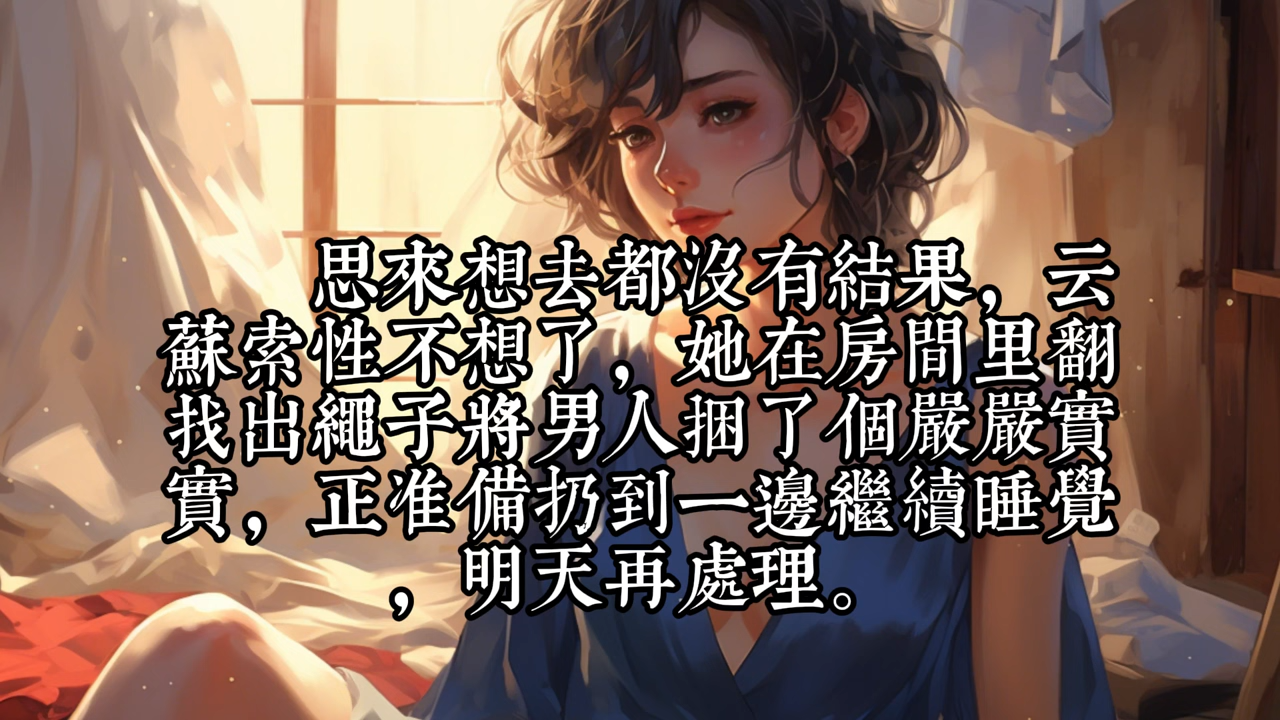 思來想去都沒有結果，云
蘇索性不想了，她在房間里翻
找出繩子將男人捆了個嚴嚴實
實，正准備扔到一邊繼續睡覺
，明天再處理。